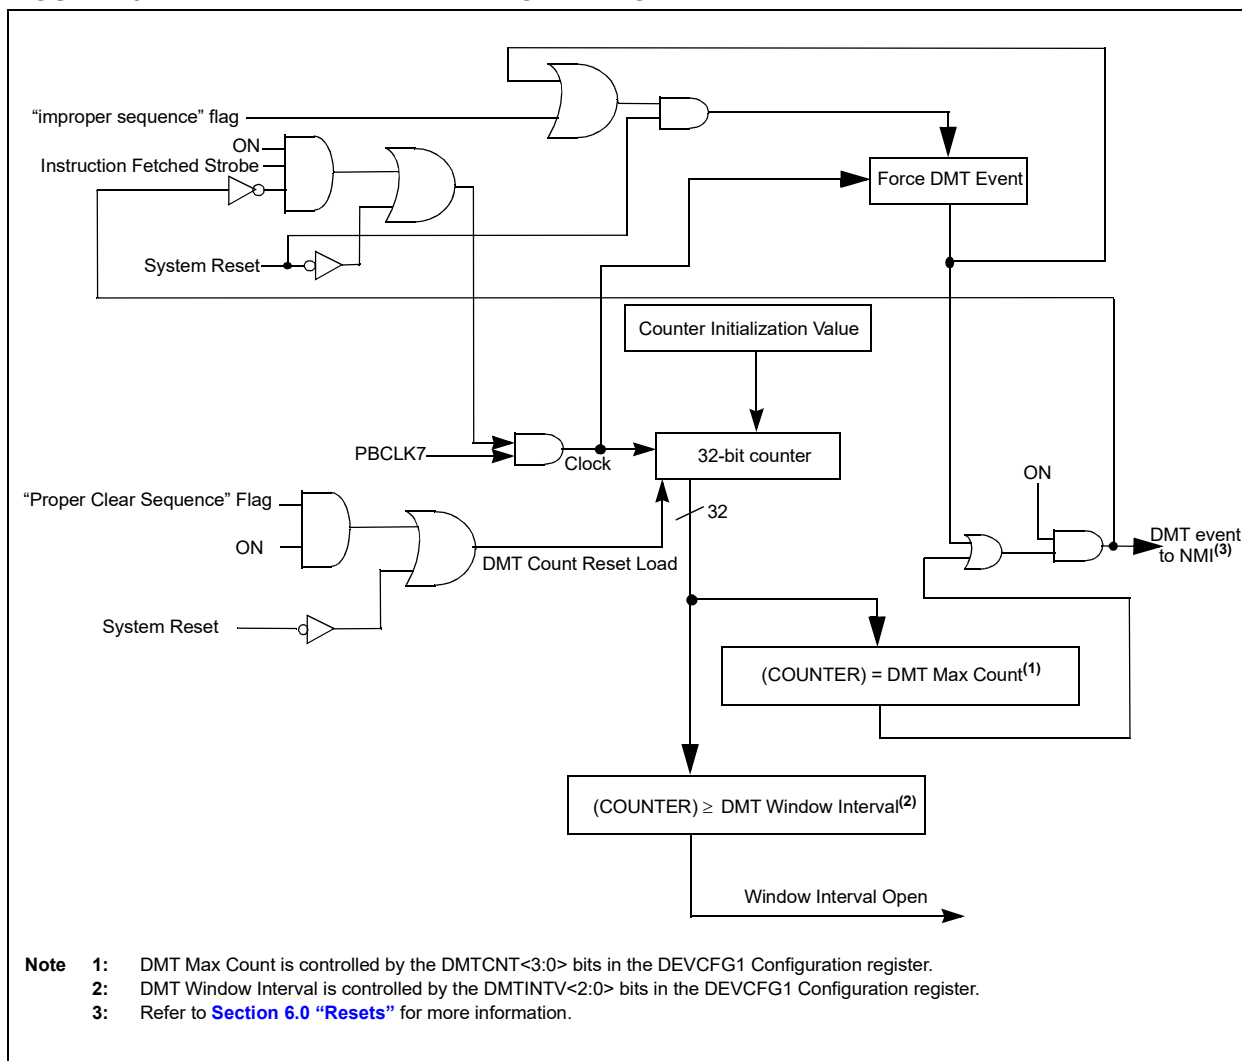 “improper sequence” flag
ON
Instruction Fetched Strobe
Force DMT Event
System Reset
Counter Initialization Value
PBCLK7
Clock
32-bit counter
“Proper Clear Sequence” Flag
32
ON
ON
DMT Count Reset Load
DMT event
to NMI(3)
System Reset
(COUNTER) = DMT Max Count(1)
(COUNTER) ≥ DMT Window Interval(2)
Window Interval Open
Note 1: DMT Max Count is controlled by the DMTCNT<3:0> bits in the DEVCFG1 Configuration register.
2: DMT Window Interval is controlled by the DMTINTV<2:0> bits in the DEVCFG1 Configuration register.
3: Refer to Section 6.0 “Resets” for more information.